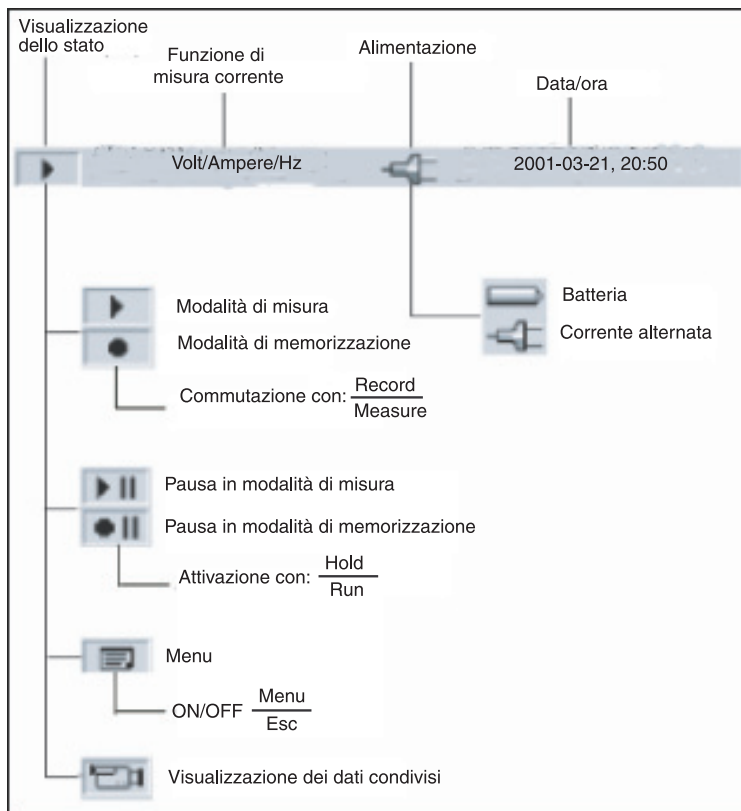 Visualizzazione
dello stato
Funzione di
misura corrente
Alimentazione
Data/ora
Volt/Ampere/Hz
2001-03-21, 20:50
Modalità di misura
Modalità di memorizzazione
Commutazione con: Record
Measure
Batteria
Corrente alternata
Pausa in modalità di misura
Pausa in modalità di memorizzazione
Attivazione con: Hold
Run
Menu
ON/OFF Menu
Esc
Visualizzazione dei dati condivisi